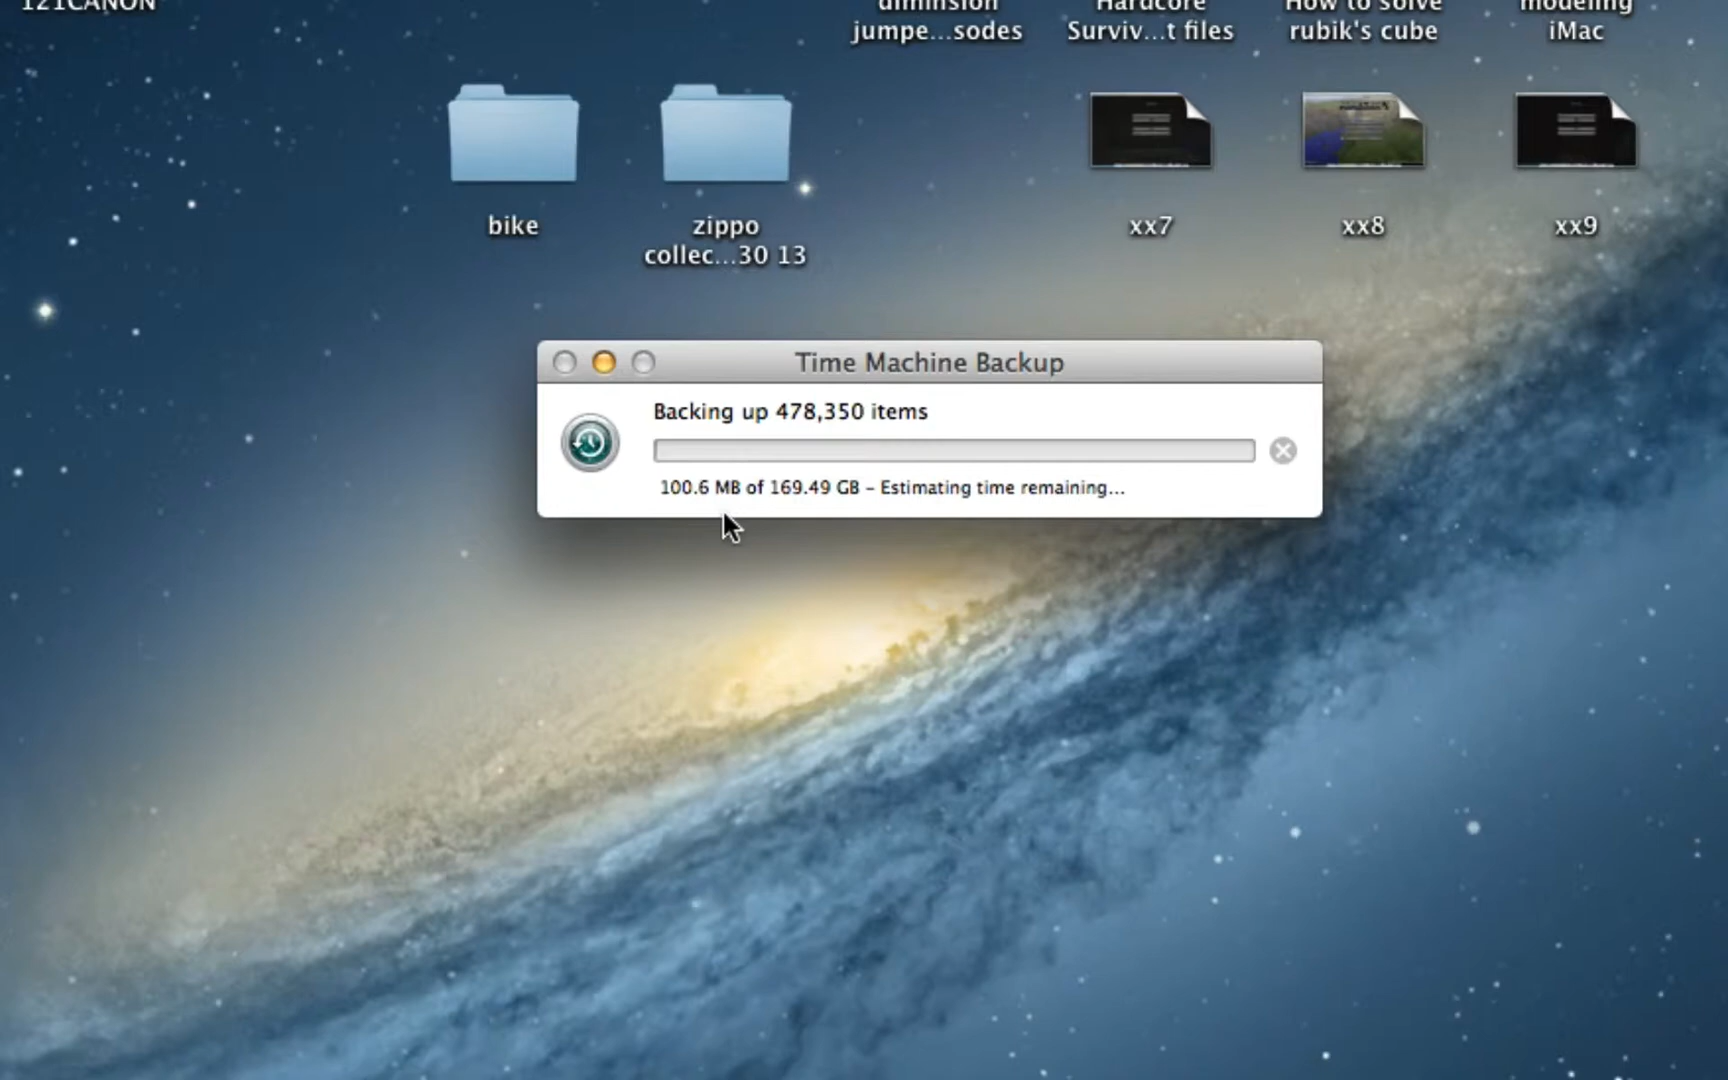 121CANON
diminsion
jumpe...sodes
Hardcore
Surviv...t files
How to solve
rubik's cube
modeling
iMac
bike
zippo
collec...30 13
xx7
xx8
xx9
Time Machine Backup
Backing up 478,350 items
100.6 MB of 169.49 GB – Estimating time remaining...